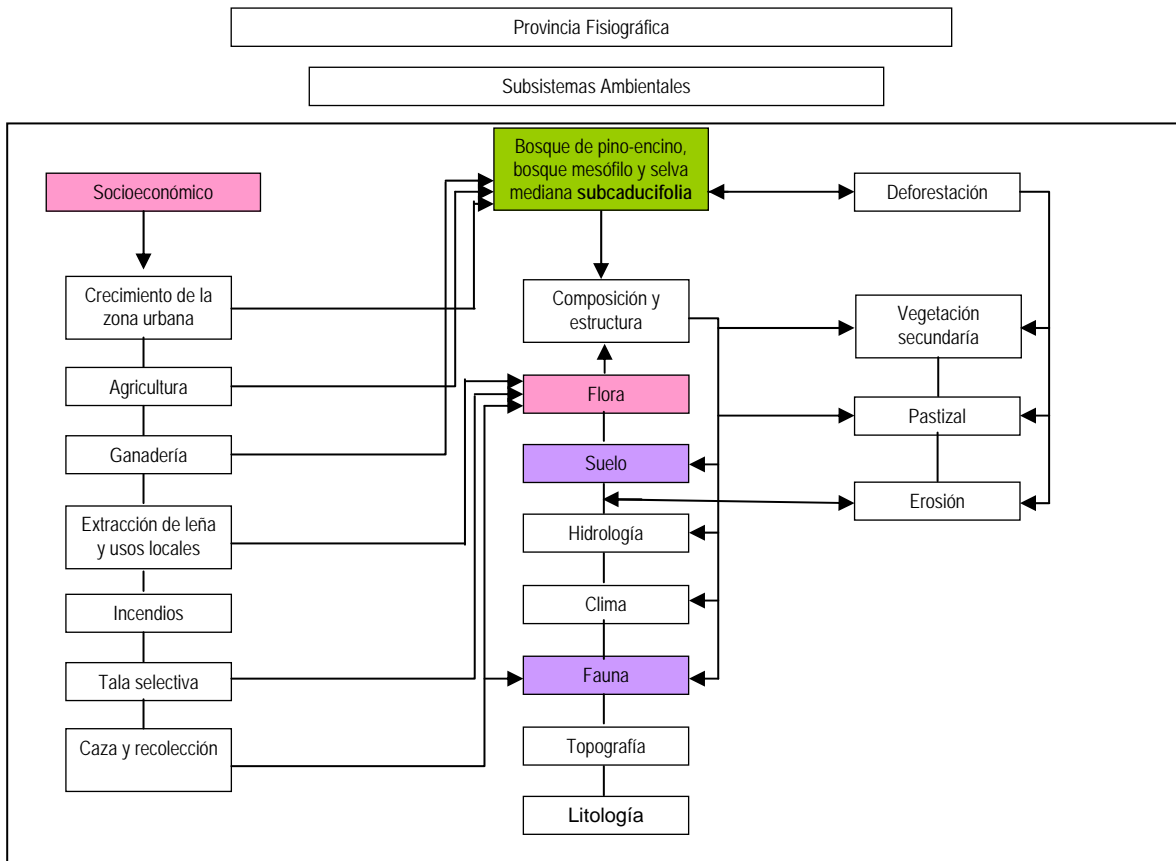 Provincia Fisiográfica
Subsistemas Ambientales
Socioeconómico
Crecimiento de la
zona urbana
Agricultura
Ganadería
Extracción de leña
y usos locales
Incendios
Tala selectiva
Caza y recolección
Bosque de pino-encino,
bosque mesófilo y selva
mediana subcaducifolia
Composición y
estructura
Flora
Suelo
Hidrología
Clima
Fauna
Topografía
Litología
Deforestación
Vegetación
secundaría
Pastizal
Erosión